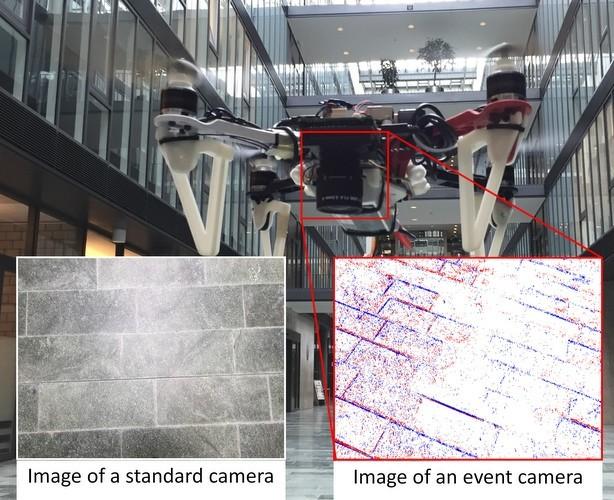 Image of a standard camera
Image of an event camera